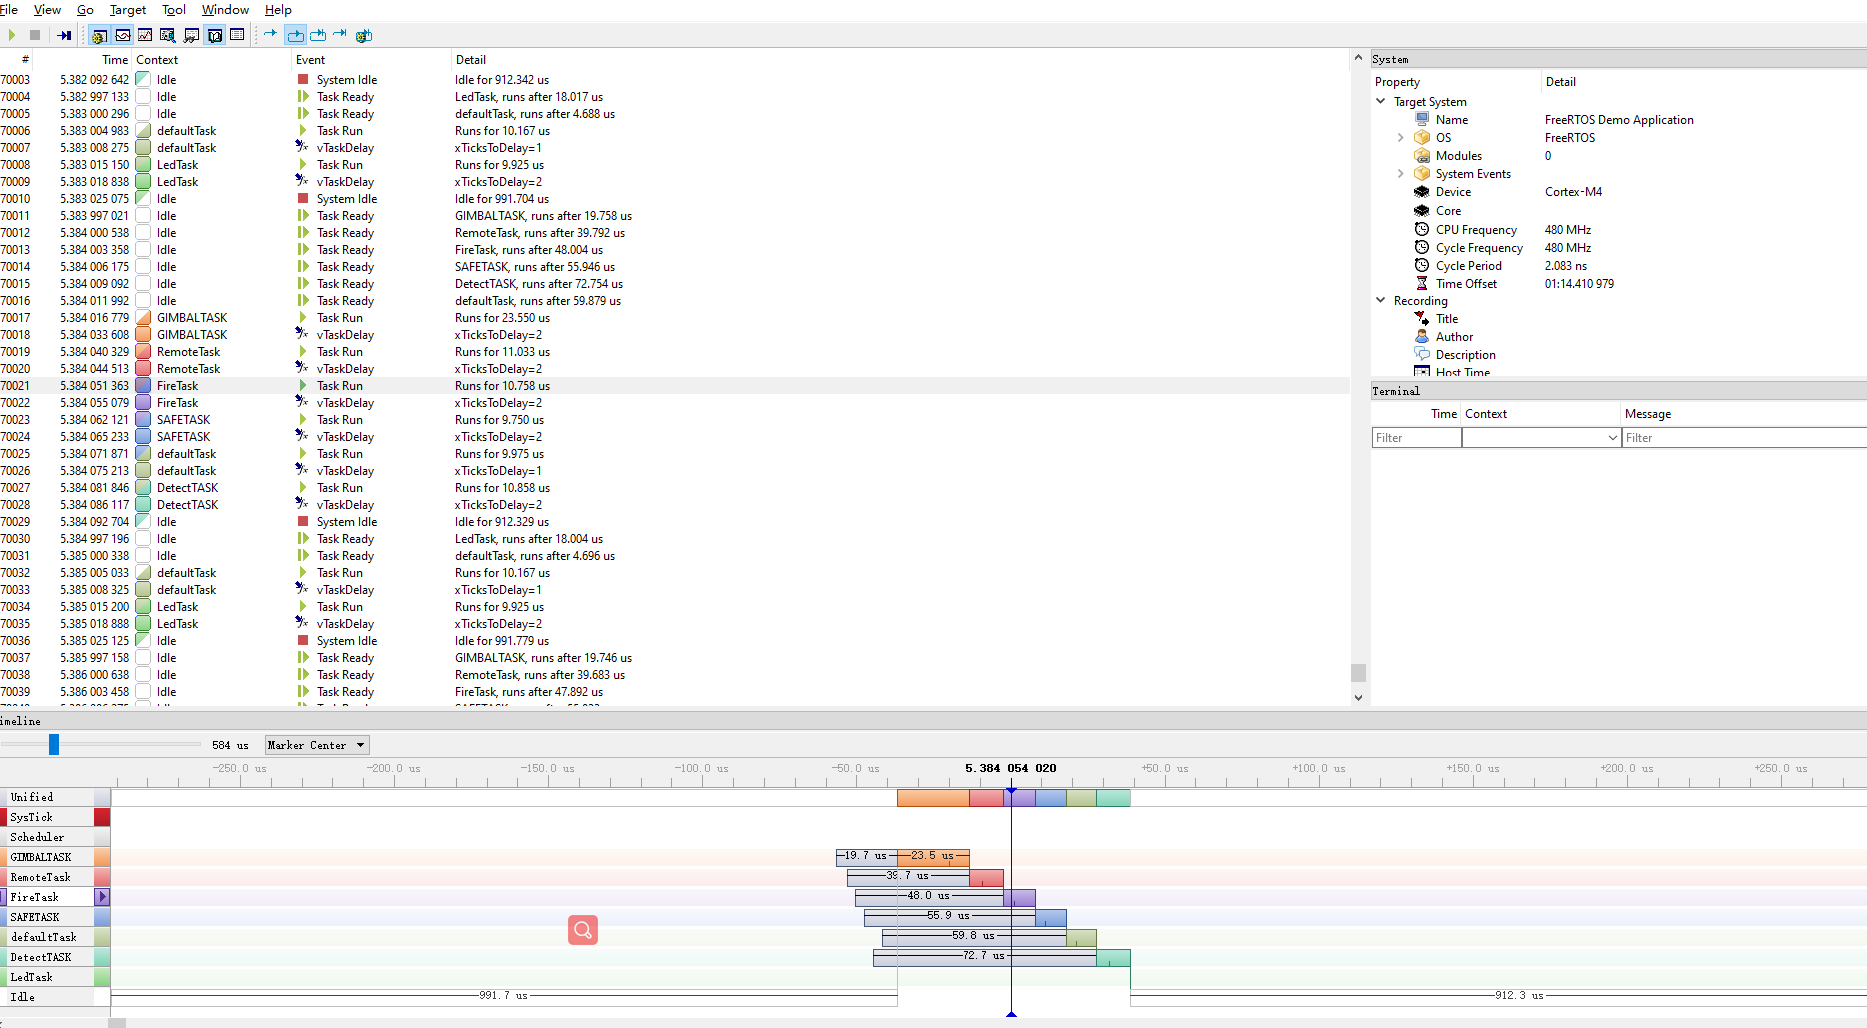 File View Go Target Tool Window Help
# Time Context Event Detail
70003 5.382 092 642 Idle System Idle Idle for 912.342 us
70004 5.382 997 133 Idle Task Ready LedTask, runs after 18.017 us
70005 5.383 000 296 Idle Task Ready defaultTask, runs after 4.688 us
70006 5.383 004 983 defaultTask Task Run Runs for 10.167 us
70007 5.383 008 275 defaultTask vTaskDelay xTicksToDelay=1
70008 5.383 015 150 LedTask Task Run Runs for 9.925 us
70009 5.383 018 838 LedTask vTaskDelay xTicksToDelay=2
70010 5.383 025 075 Idle System Idle Idle for 991.704 us
70011 5.383 997 021 Idle Task Ready GIMBALTASK, runs after 19.758 us
70012 5.384 000 538 Idle Task Ready RemoteTask, runs after 39.792 us
70013 5.384 003 358 Idle Task Ready FireTask, runs after 48.004 us
70014 5.384 006 175 Idle Task Ready SAFETASK, runs after 55.946 us
70015 5.384 009 092 Idle Task Ready DetectTASK, runs after 72.754 us
70016 5.384 011 992 Idle Task Ready defaultTask, runs after 59.879 us
70017 5.384 016 779 GIMBALTASK Task Run Runs for 23.550 us
70018 5.384 033 608 GIMBALTASK vTaskDelay xTicksToDelay=2
70019 5.384 040 329 RemoteTask Task Run Runs for 11.033 us
70020 5.384 044 513 RemoteTask vTaskDelay xTicksToDelay=2
70021 5.384 051 363 FireTask Task Run Runs for 10.758 us
70022 5.384 055 079 FireTask vTaskDelay xTicksToDelay=2
70023 5.384 062 121 SAFETASK Task Run Runs for 9.750 us
70024 5.384 065 233 SAFETASK vTaskDelay xTicksToDelay=2
70025 5.384 071 871 defaultTask Task Run Runs for 9.975 us
70026 5.384 075 213 defaultTask vTaskDelay xTicksToDelay=1
70027 5.384 081 846 DetectTASK Task Run Runs for 10.858 us
70028 5.384 086 117 DetectTASK vTaskDelay xTicksToDelay=2
70029 5.384 092 704 Idle System Idle Idle for 912.329 us
70030 5.384 997 196 Idle Task Ready LedTask, runs after 18.004 us
70031 5.385 000 338 Idle Task Ready defaultTask, runs after 4.696 us
70032 5.385 005 033 defaultTask Task Run Runs for 10.167 us
70033 5.385 008 325 defaultTask vTaskDelay xTicksToDelay=1
70034 5.385 015 200 LedTask Task Run Runs for 9.925 us
70035 5.385 018 888 LedTask vTaskDelay xTicksToDelay=2
70036 5.385 025 125 Idle System Idle Idle for 991.779 us
70037 5.385 997 158 Idle Task Ready GIMBALTASK, runs after 19.746 us
70038 5.386 000 638 Idle Task Ready RemoteTask, runs after 39.683 us
70039 5.386 003 458 Idle Task Ready FireTask, runs after 47.892 us
System
Property Detail
Target System
Name FreeRTOS Demo Application
OS FreeRTOS
Modules 0
System Events
Device Cortex-M4
Core
CPU Frequency 480 MHz
Cycle Frequency 480 MHz
Cycle Period 2.083 ns
Time Offset 01:14.410 979
Recording
Title
Author
Description
Host Time
Terminal
Time Context Message
Filter Filter
imeline
584 us Marker Center
-250.0 us -200.0 us -150.0 us -100.0 us -50.0 us 5.384 054 020 +50.0 us +100.0 us +150.0 us +200.0 us +250.0 us
Unified
SysTick
Scheduler
GIMBALTASK 19.7 us 23.5 us
RemoteTask 39.7 us
FireTask 48.0 us
SAFETASK 55.9 us
defaultTask 59.8 us
DetectTASK 72.7 us
LedTask
Idle 991.7 us 912.3 us